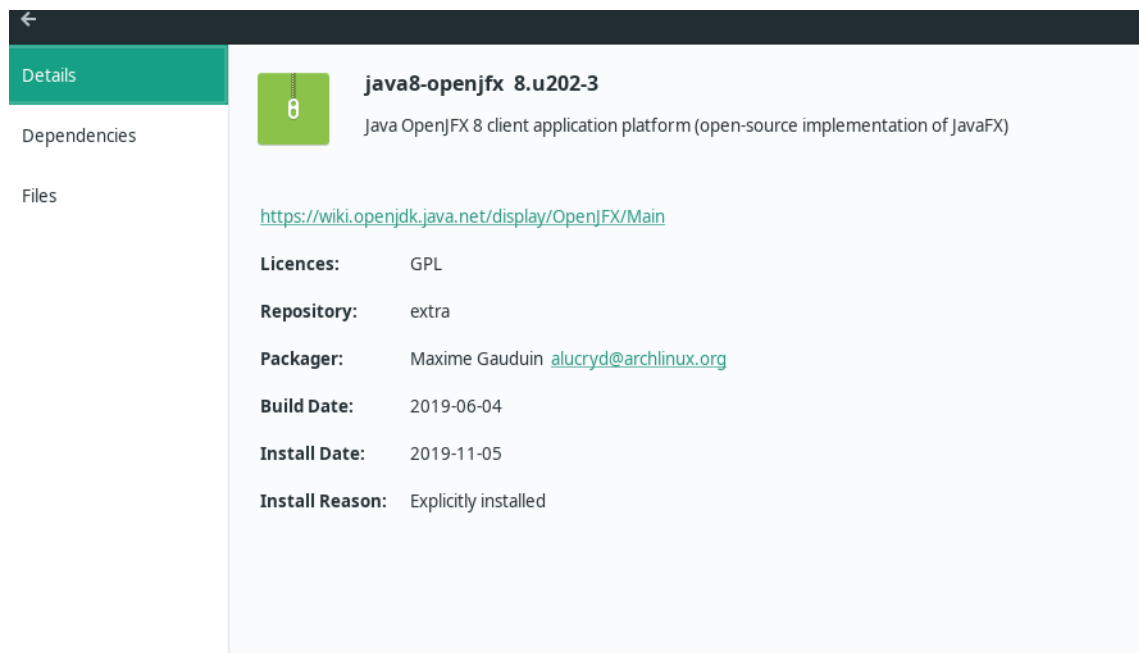 Details
Dependencies
Files
java8-openjfx 8.u202-3
Java OpenJFX 8 client application platform (open-source implementation of JavaFX)
https://wiki.openjdk.java.net/display/OpenJFX/Main
Licences: GPL
Repository: extra
Packager: Maxime Gauduin alucryd@archlinux.org
Build Date: 2019-06-04
Install Date: 2019-11-05
Install Reason: Explicitly installed